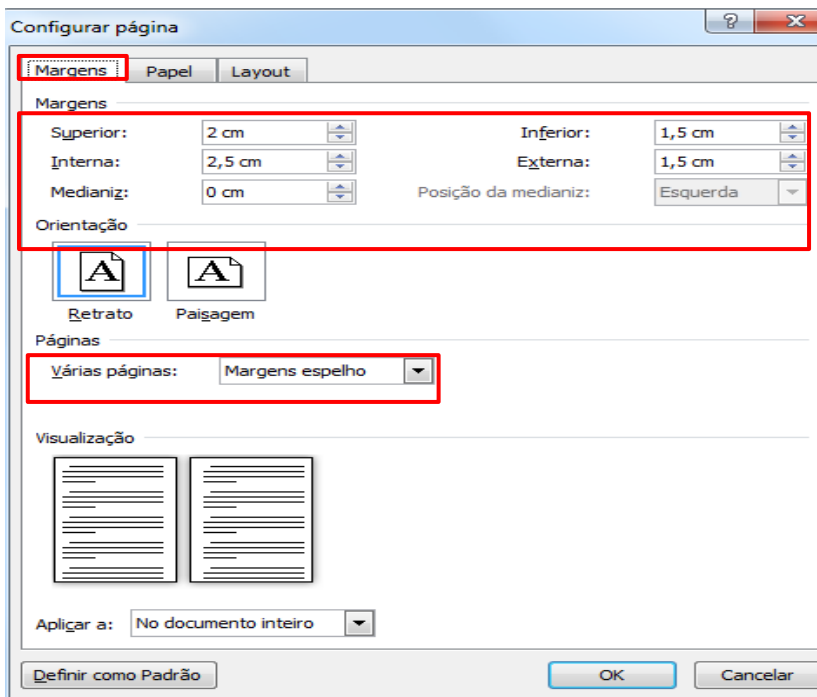 Configurar página
Margens Papel Layout
Margens
Superior: 2 cm Inferior: 1,5 cm
Interna: 2,5 cm Externa: 1,5 cm
Medianiz: 0 cm Posição da medianiz: Esquerda
Orientação
A A
Retrato Paisagem
Páginas
Várias páginas: Margens espelho
Visualização
Aplicar a: No documento inteiro
Definir como Padrão OK Cancelar